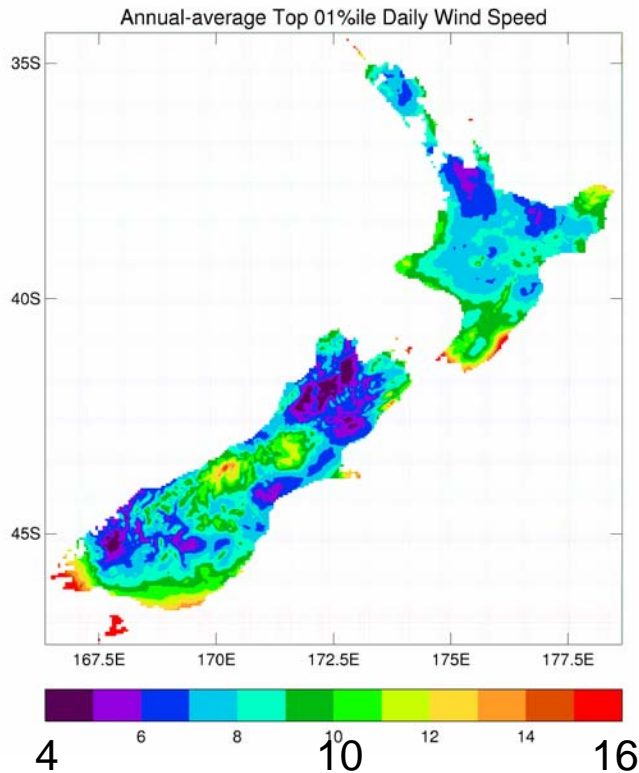 Annual-average Top 01%ile Daily Wind Speed
35S
40S
45S
167.5E 170E 172.5E 175E 177.5E
6 8 10 12 14
4 10 16